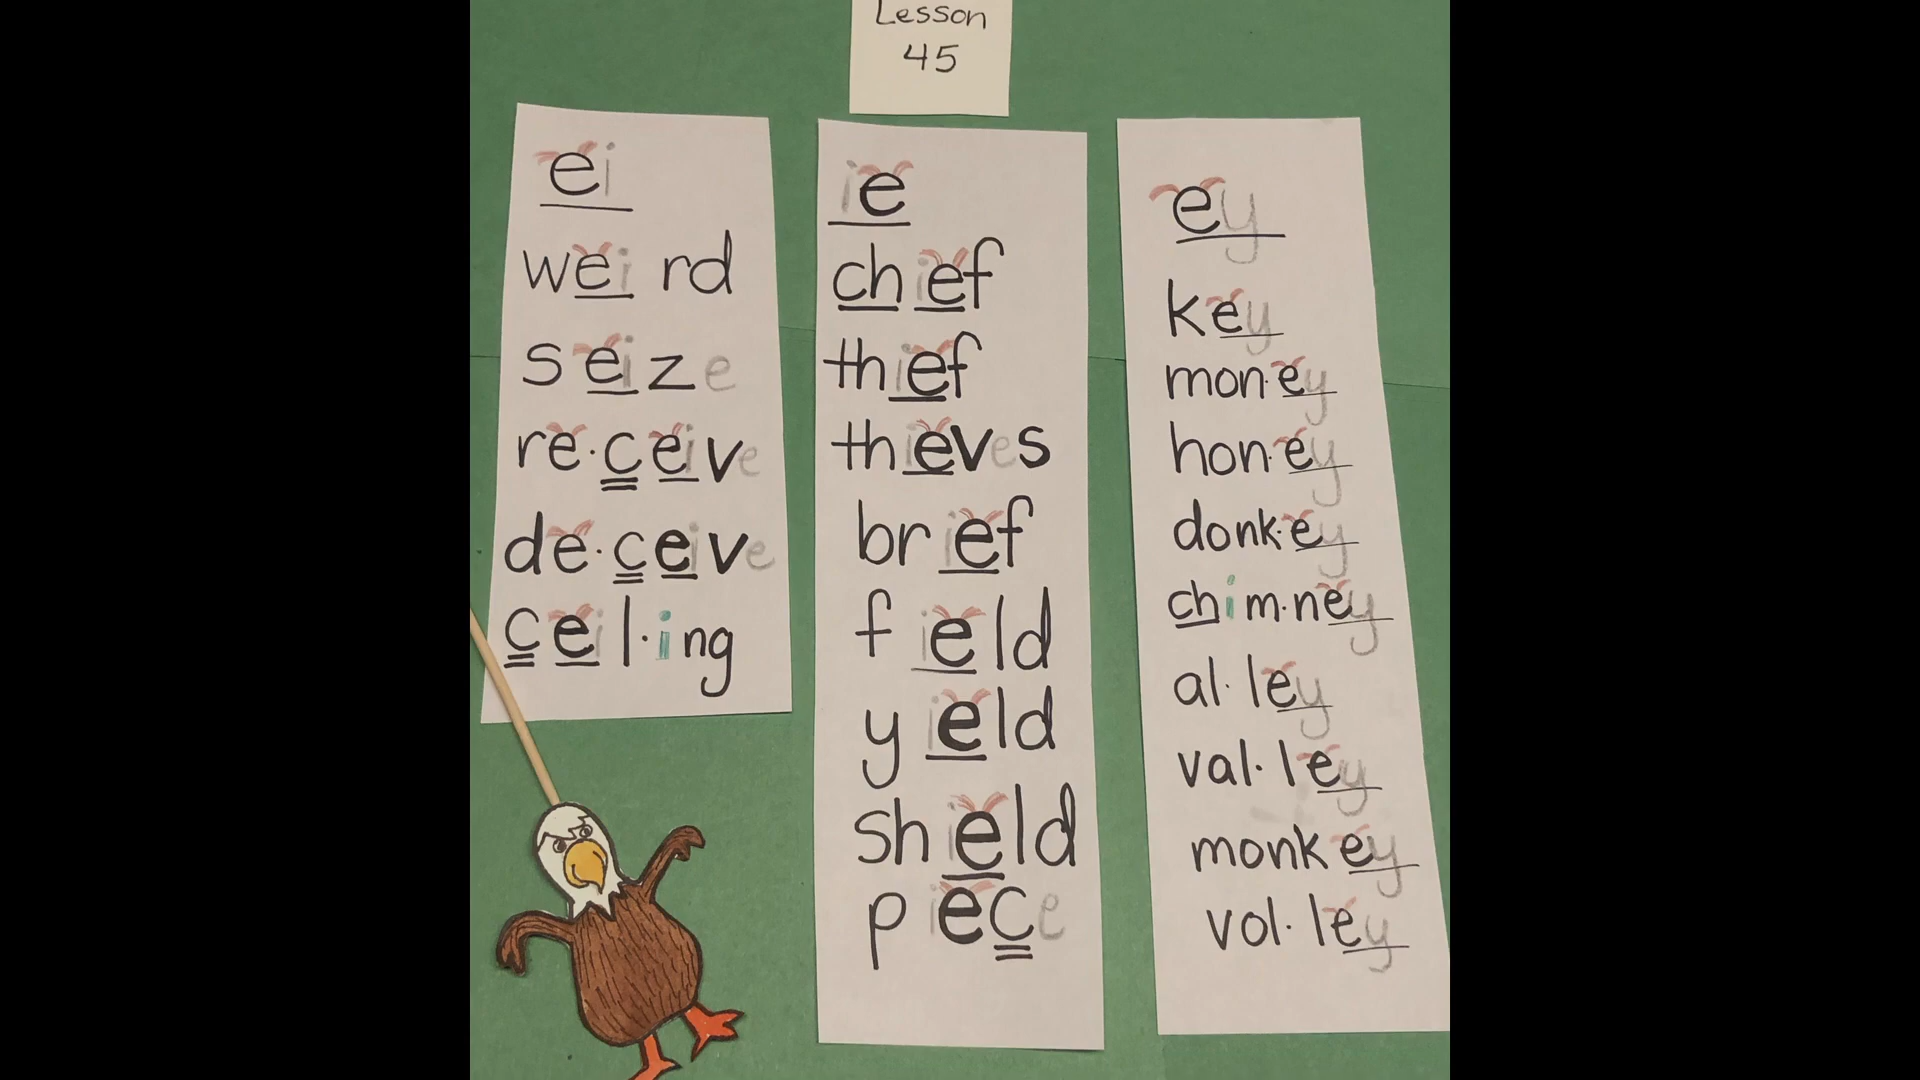 Lesson
45
ei
weird
seize
re·ceive
de·ceive
ceil·ing
ie
chief
thief
thieves
brief
field
yield
shield
piece
ey
key
mon·ey
hon·ey
donk·ey
chim·ney
al·ley
val·ley
monkey
vol·ley